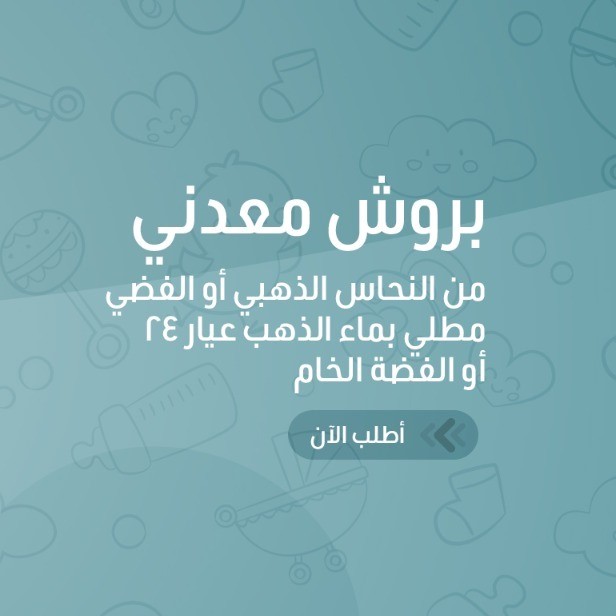 بروش معدني
من النحاس الذهبي أو الفضي
مطلي بماء الذهب عيار ٢٤
أو الفضة الخام
أطلب الآن